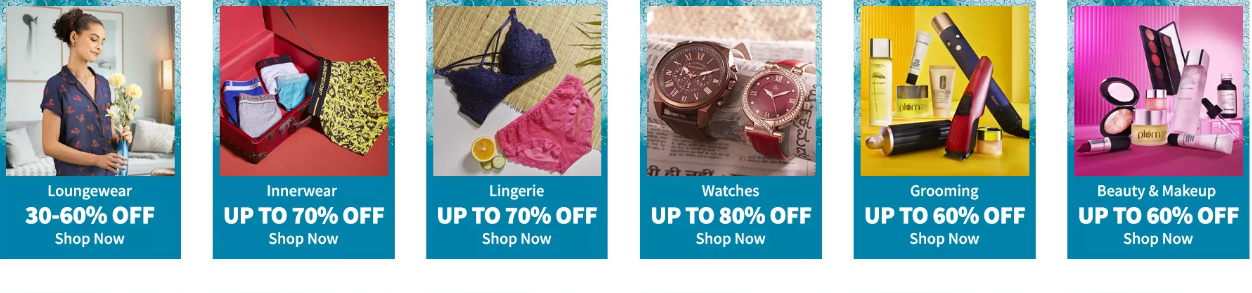 Loungewear
30-60% OFF
Shop Now
Innerwear
UP TO 70% OFF
Shop Now
Lingerie
UP TO 70% OFF
Shop Now
Watches
UP TO 80% OFF
Shop Now
plum
Grooming
UP TO 60% OFF
Shop Now
plum
Beauty & Makeup
UP TO 60% OFF
Shop Now